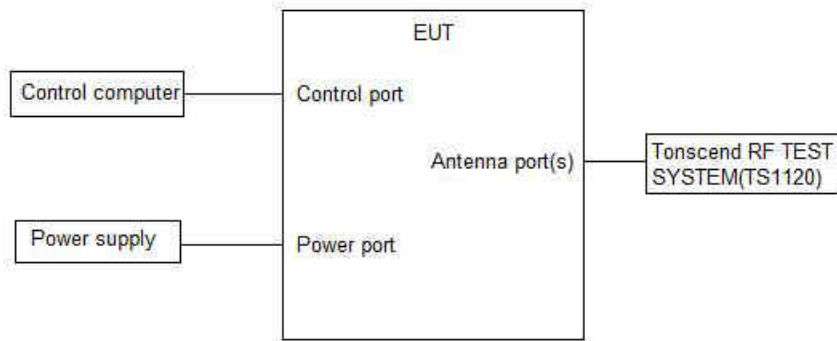 EUT
Control computer
Control port
Antenna port(s)
Tonscend RF TEST
SYSTEM(TS1120)
Power supply
Power port